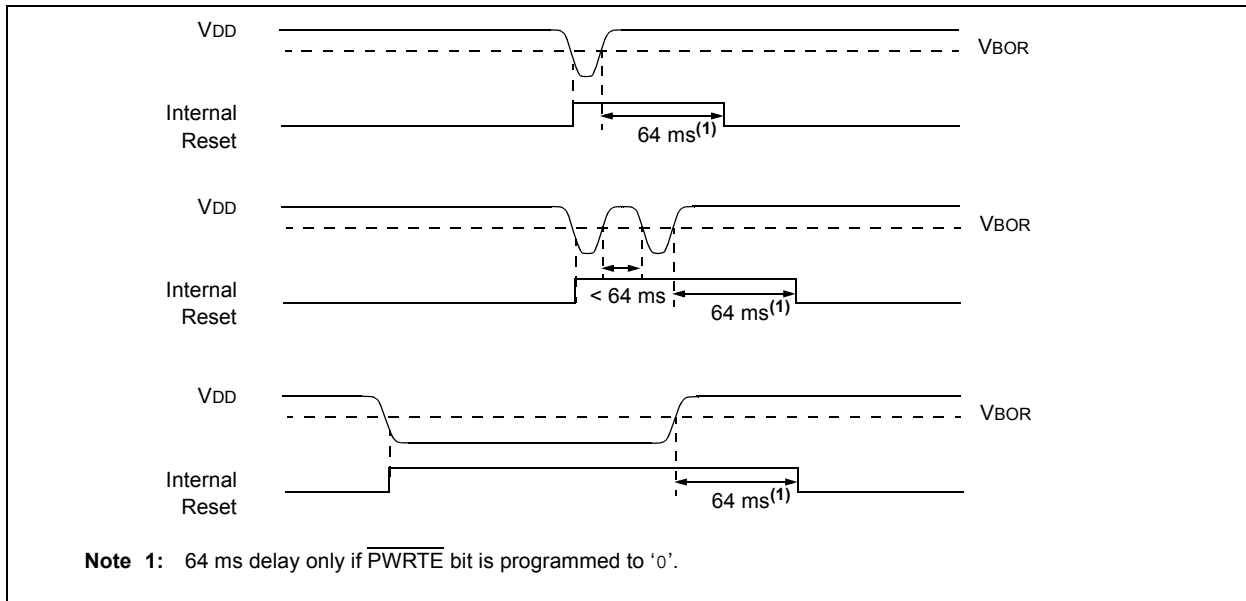 VDD
VBOR
Internal
Reset
64 ms(1)
VDD
VBOR
Internal
Reset
< 64 ms
64 ms(1)
VDD
VBOR
Internal
Reset
64 ms(1)
Note 1: 64 ms delay only if P̅W̅R̅T̅E̅ bit is programmed to ‘0’.